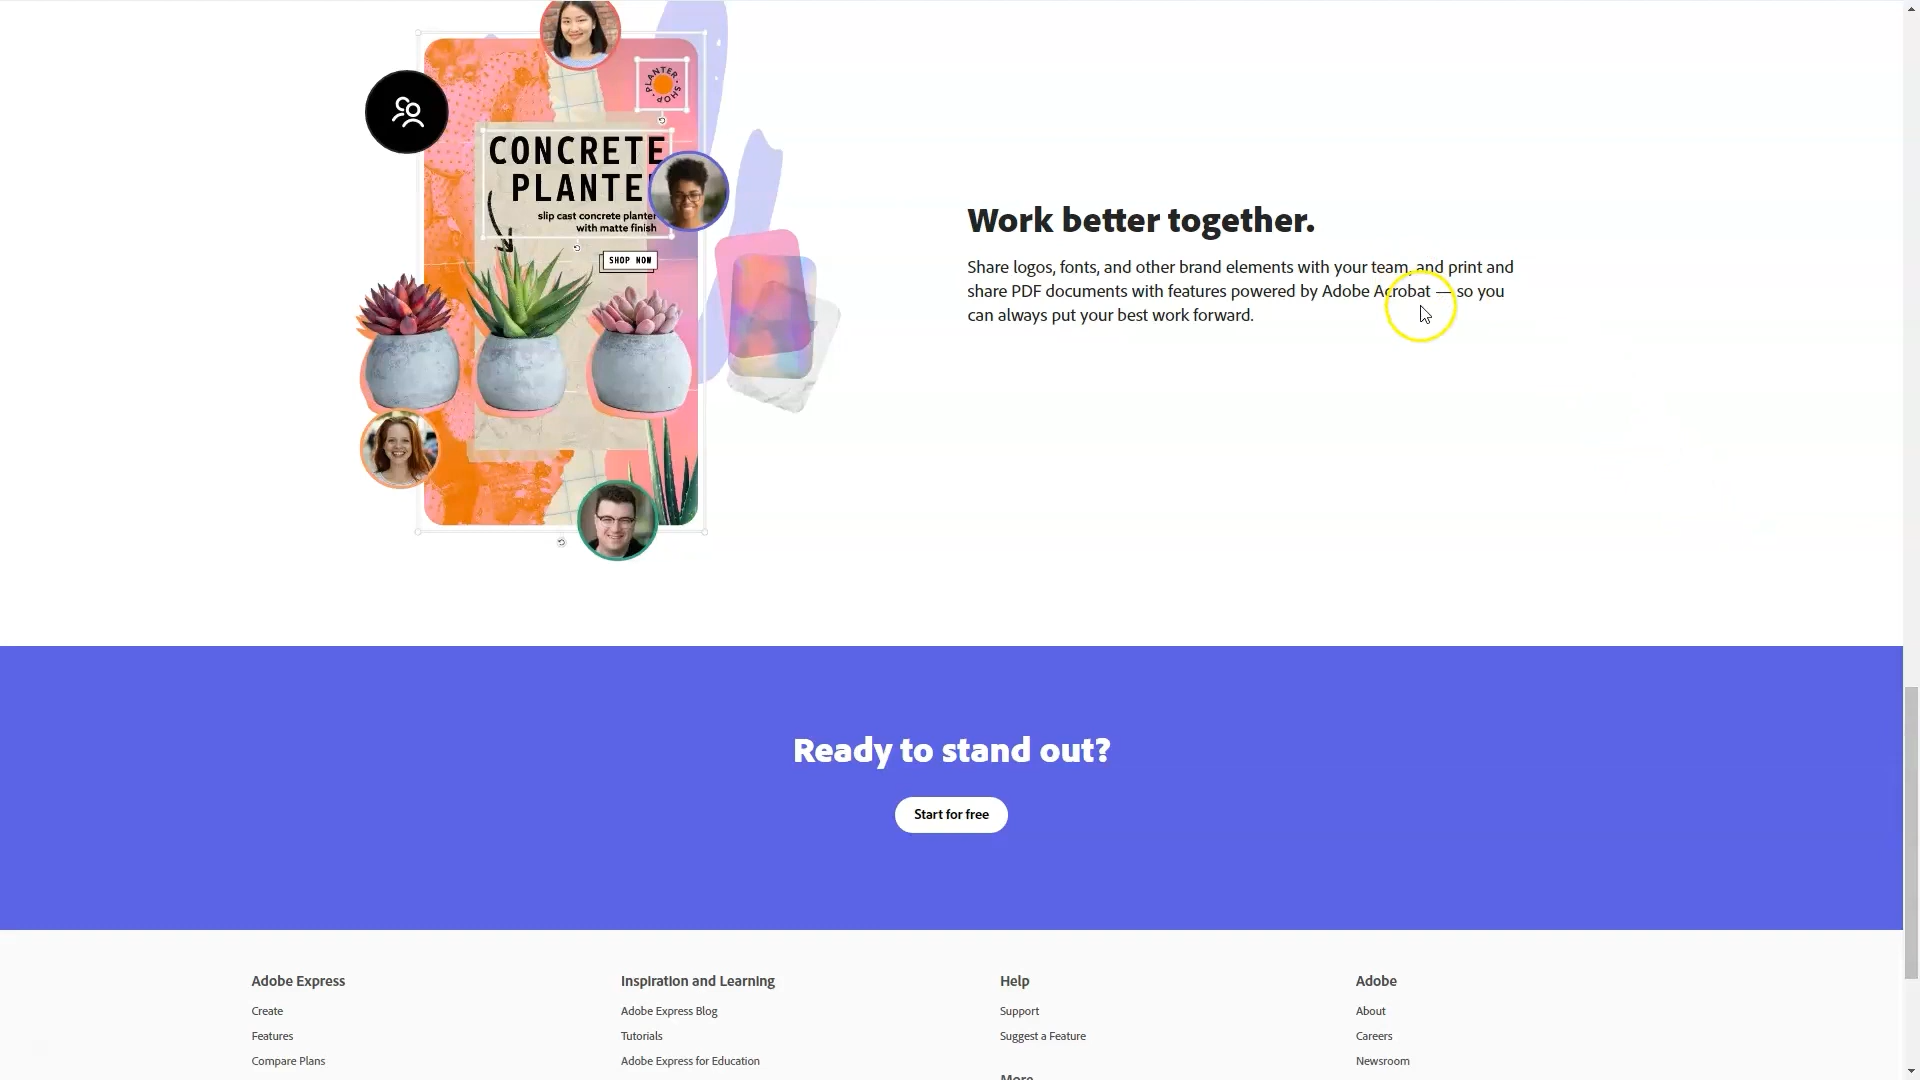 PLANTER · SHOP ·
CONCRETE
PLANTE
slip cast concrete planter
with matte finish
SHOP NOW
Work better together.
Share logos, fonts, and other brand elements with your team, and print and
share PDF documents with features powered by Adobe Acrobat — so you
can always put your best work forward.
Ready to stand out?
Start for free
Adobe Express
Create
Features
Compare Plans
Inspiration and Learning
Adobe Express Blog
Tutorials
Adobe Express for Education
Help
Support
Suggest a Feature
More
Adobe
About
Careers
Newsroom